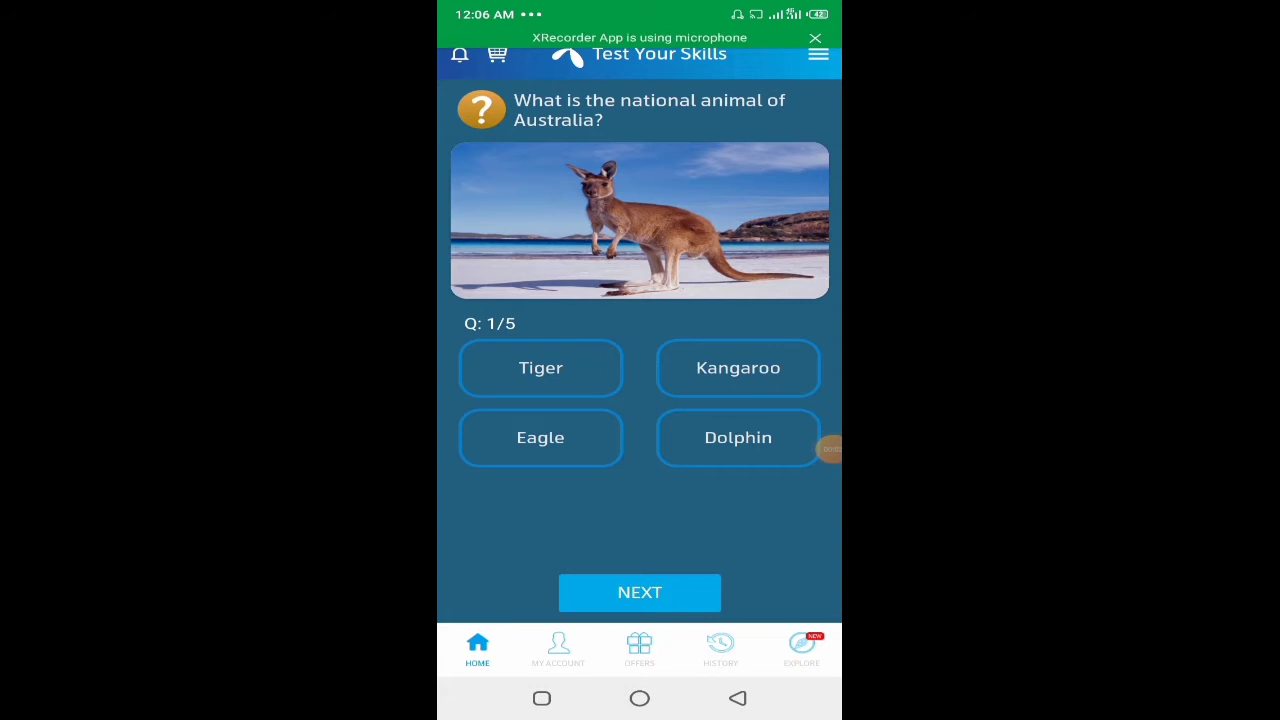 12:06 AM
42
XRecorder App is using microphone
Test Your Skills
?
What is the national animal of
Australia?
Q: 1/5
Tiger
Kangaroo
Eagle
Dolphin
NEXT
NEW
HOME
MY ACCOUNT
OFFERS
HISTORY
EXPLORE